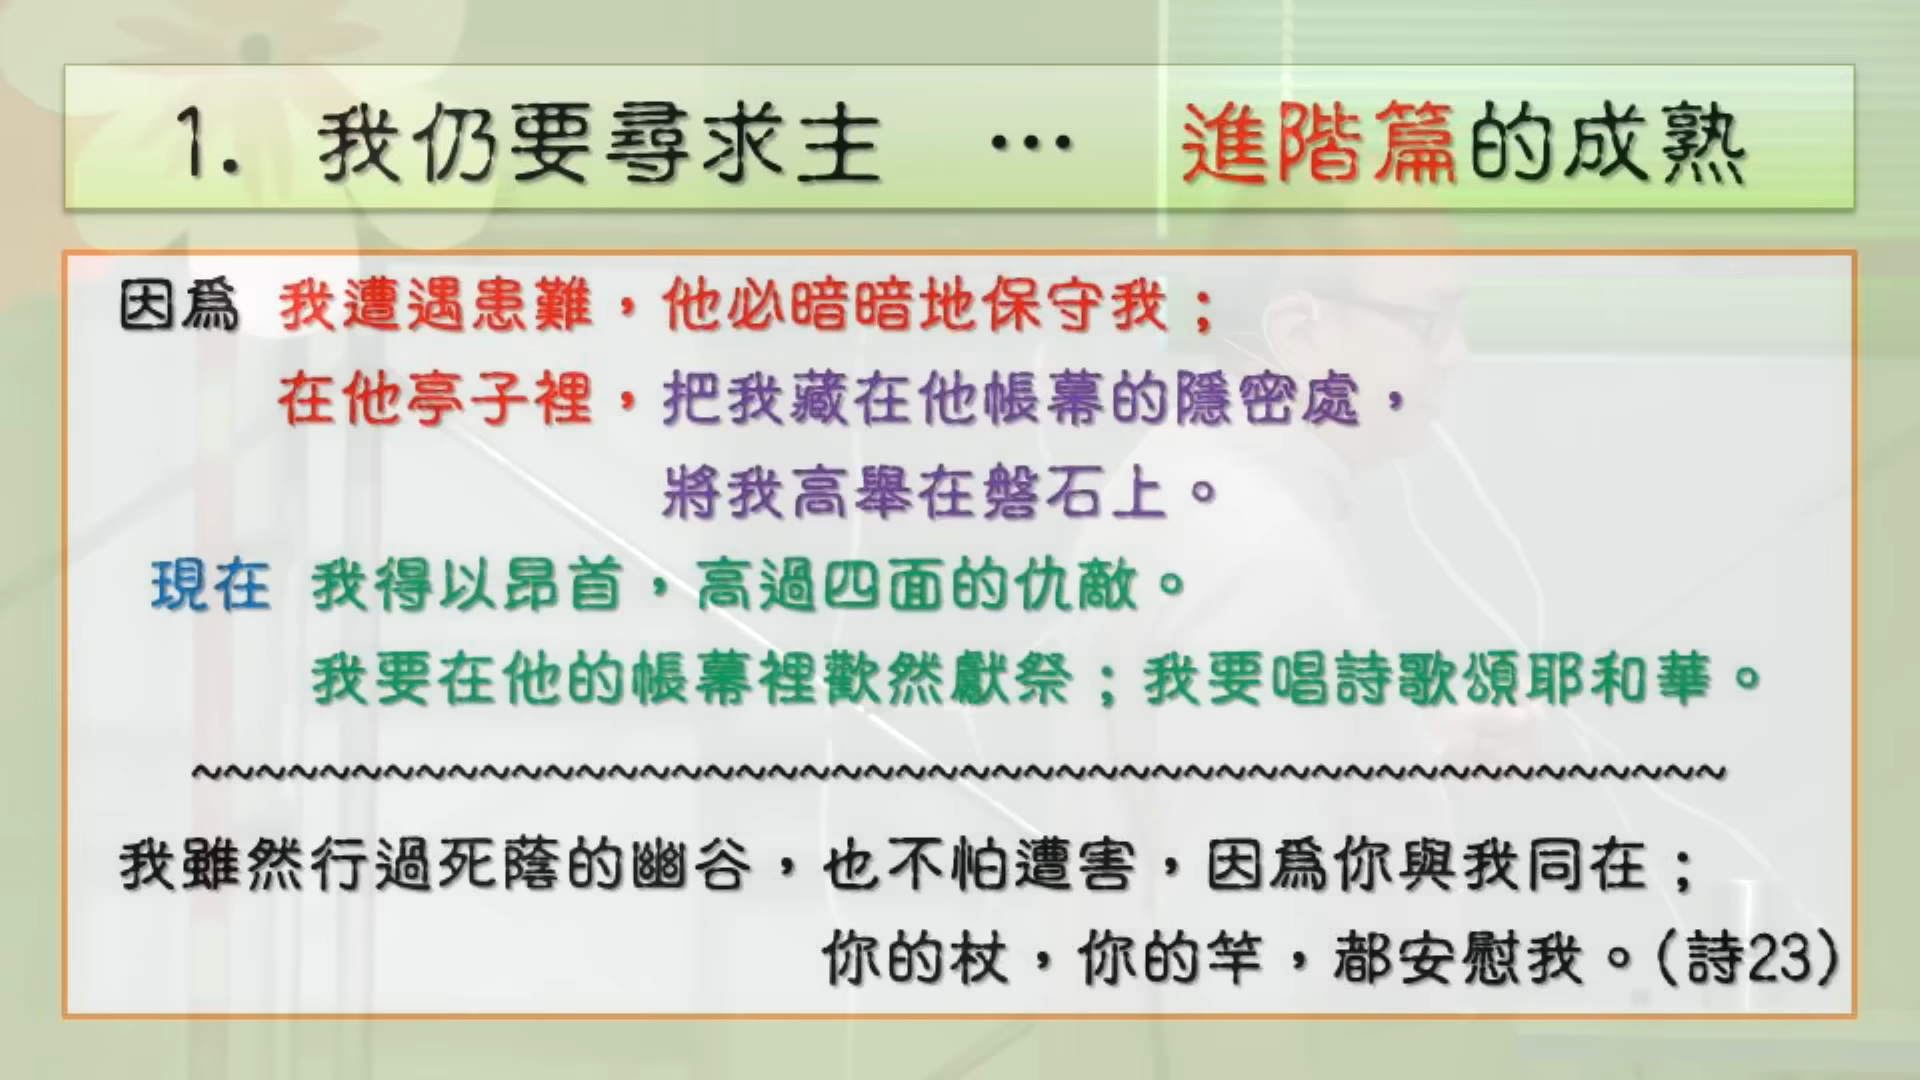 1. 我仍要尋求主 … 進階篇的成熟
因爲 我遭遇患難，他必暗暗地保守我；
在他亭子裡，把我藏在他帳幕的隱密處，
將我高舉在磐石上。
現在 我得以昂首，高過四面的仇敵。
我要在他的帳幕裡歡然獻祭；我要唱詩歌頌耶和華。
~~~~~~~~~~~~~~~~~~~~~~~~~~~~~~~~~~~~~~~~~~~~~~~~
我雖然行過死蔭的幽谷，也不怕遭害，因爲你與我同在；
你的杖，你的竿，都安慰我。(詩23)